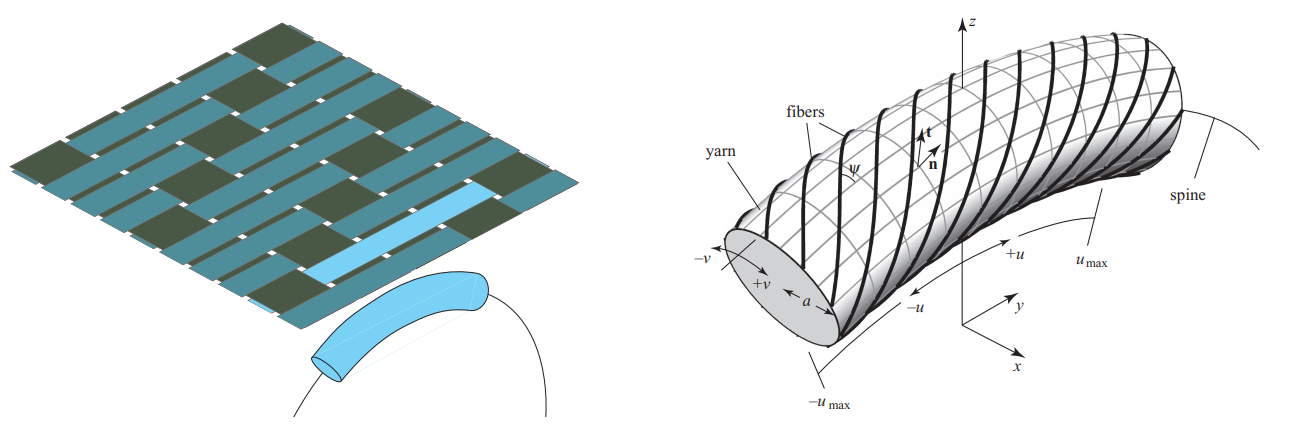 z
fibers
t
yarn
n
ψ
spine
−v
+v
a
+u
u max
−u
y
x
−u max